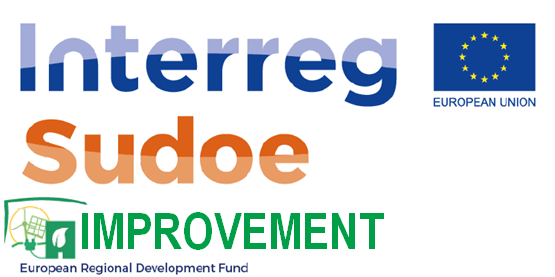 Interreg
EUROPEAN UNION
Sudoe
IMPROVEMENT
European Regional Development Fund